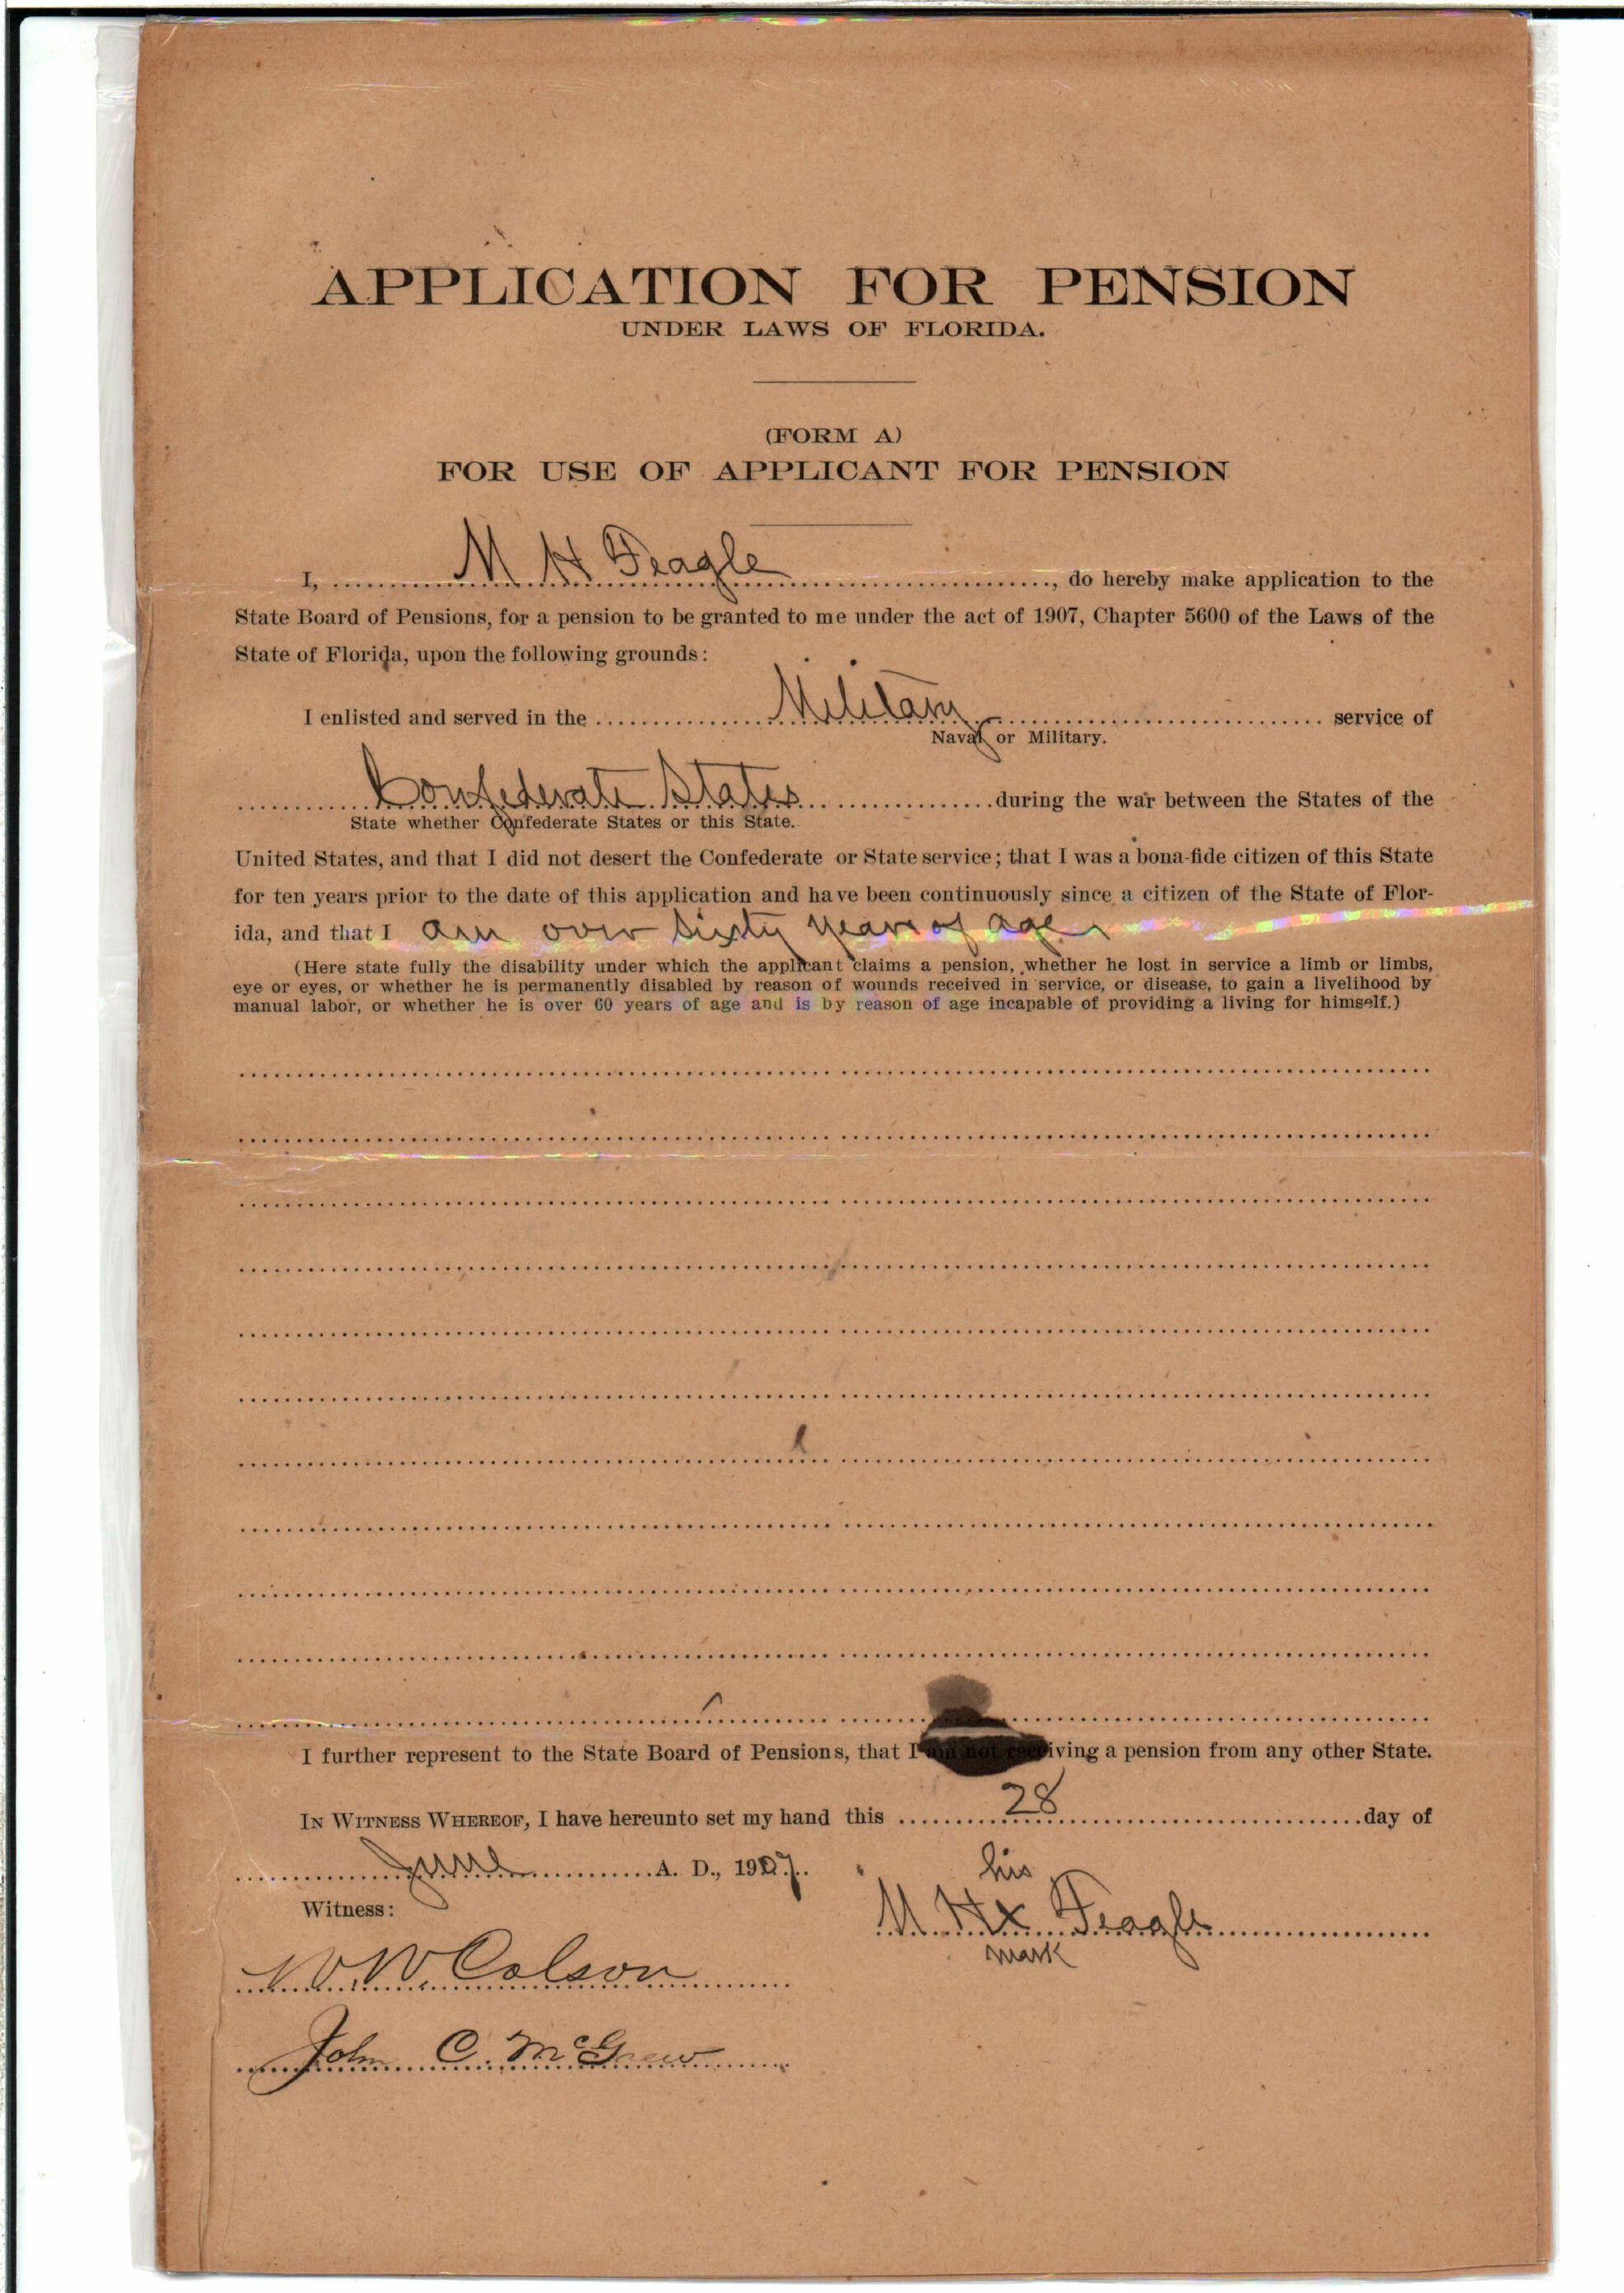 APPLICATION FOR PENSION
UNDER LAWS OF FLORIDA.
(FORM A)
FOR USE OF APPLICANT FOR PENSION
I, M H Feagle, do hereby make application to the
State Board of Pensions, for a pension to be granted to me under the act of 1907, Chapter 5600 of the Laws of the
State of Florida, upon the following grounds:
I enlisted and served in the Military service of
Naval or Military.
Confederate States during the war between the States of the
State whether Confederate States or this State.
United States, and that I did not desert the Confederate or State service; that I was a bona-fide citizen of this State
for ten years prior to the date of this application and have been continuously since a citizen of the State of Flor-
ida, and that I am over sixty years of age
(Here state fully the disability under which the applicant claims a pension, whether he lost in service a limb or limbs,
eye or eyes, or whether he is permanently disabled by reason of wounds received in service, or disease, to gain a livelihood by
manual labor, or whether he is over 60 years of age and is by reason of age incapable of providing a living for himself.)
I further represent to the State Board of Pensions, that I am not receiving a pension from any other State.
IN WITNESS WHEREOF, I have hereunto set my hand this 28 day of
June A. D., 1907.
his
Witness:
M. H x Feagle
mark
W. Colson
John C. McGrew